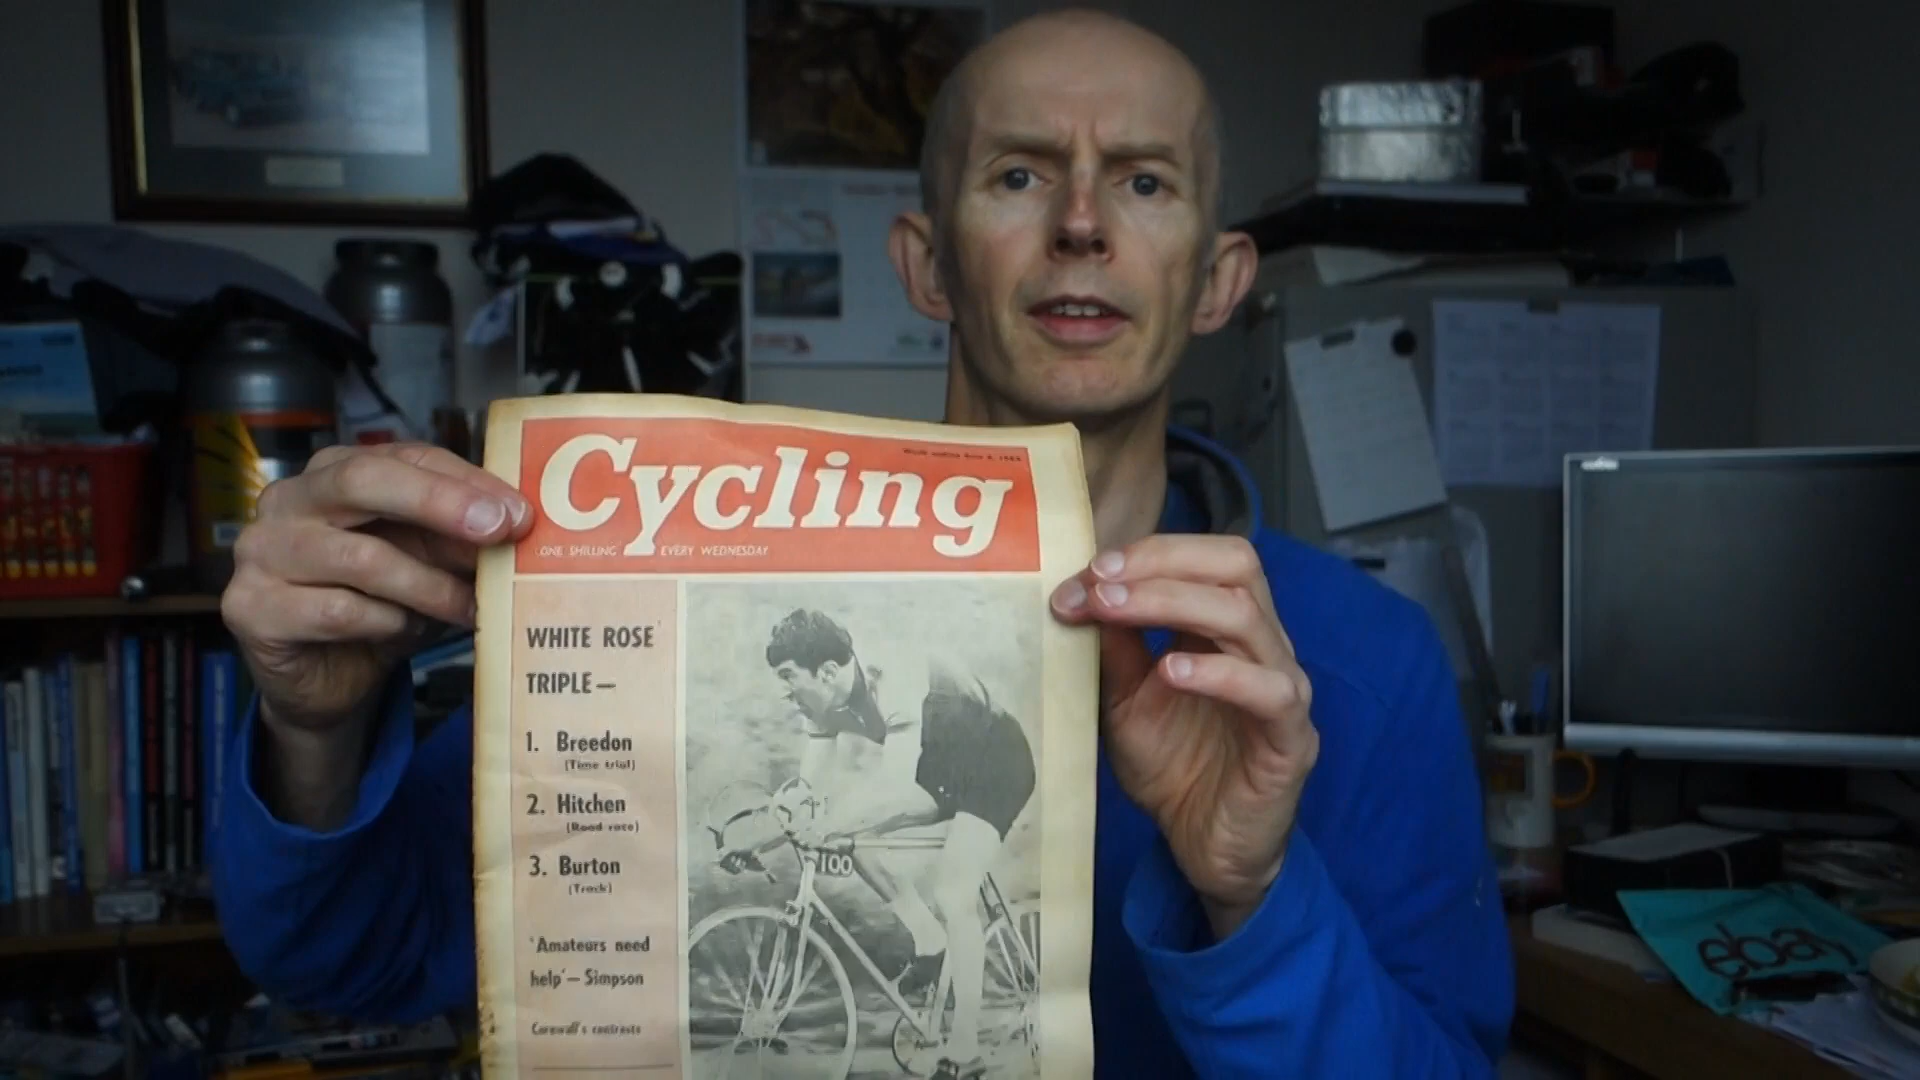 Cycling
ONE SHILLING EVERY WEDNESDAY
WHITE ROSE
TRIPLE —
1. Breedon
(Time trial)
2. Hitchen
(Road race)
3. Burton
(Track)
'Amateurs need
help' — Simpson
Cornwall's contrasts
100
ebay